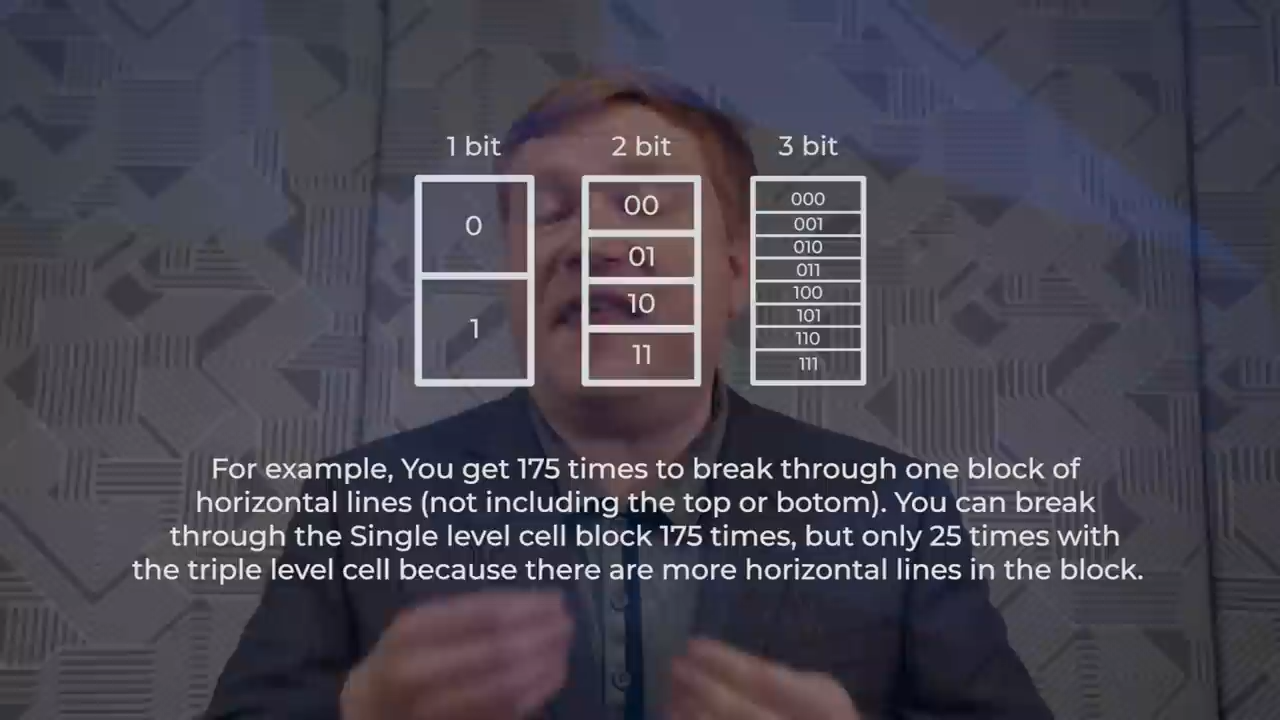 1 bit
2 bit
3 bit
0
1
00
01
10
11
000
001
010
011
100
101
110
111
For example, You get 175 times to break through one block of
horizontal lines (not including the top or botom). You can break
through the Single level cell block 175 times, but only 25 times with
the triple level cell because there are more horizontal lines in the block.